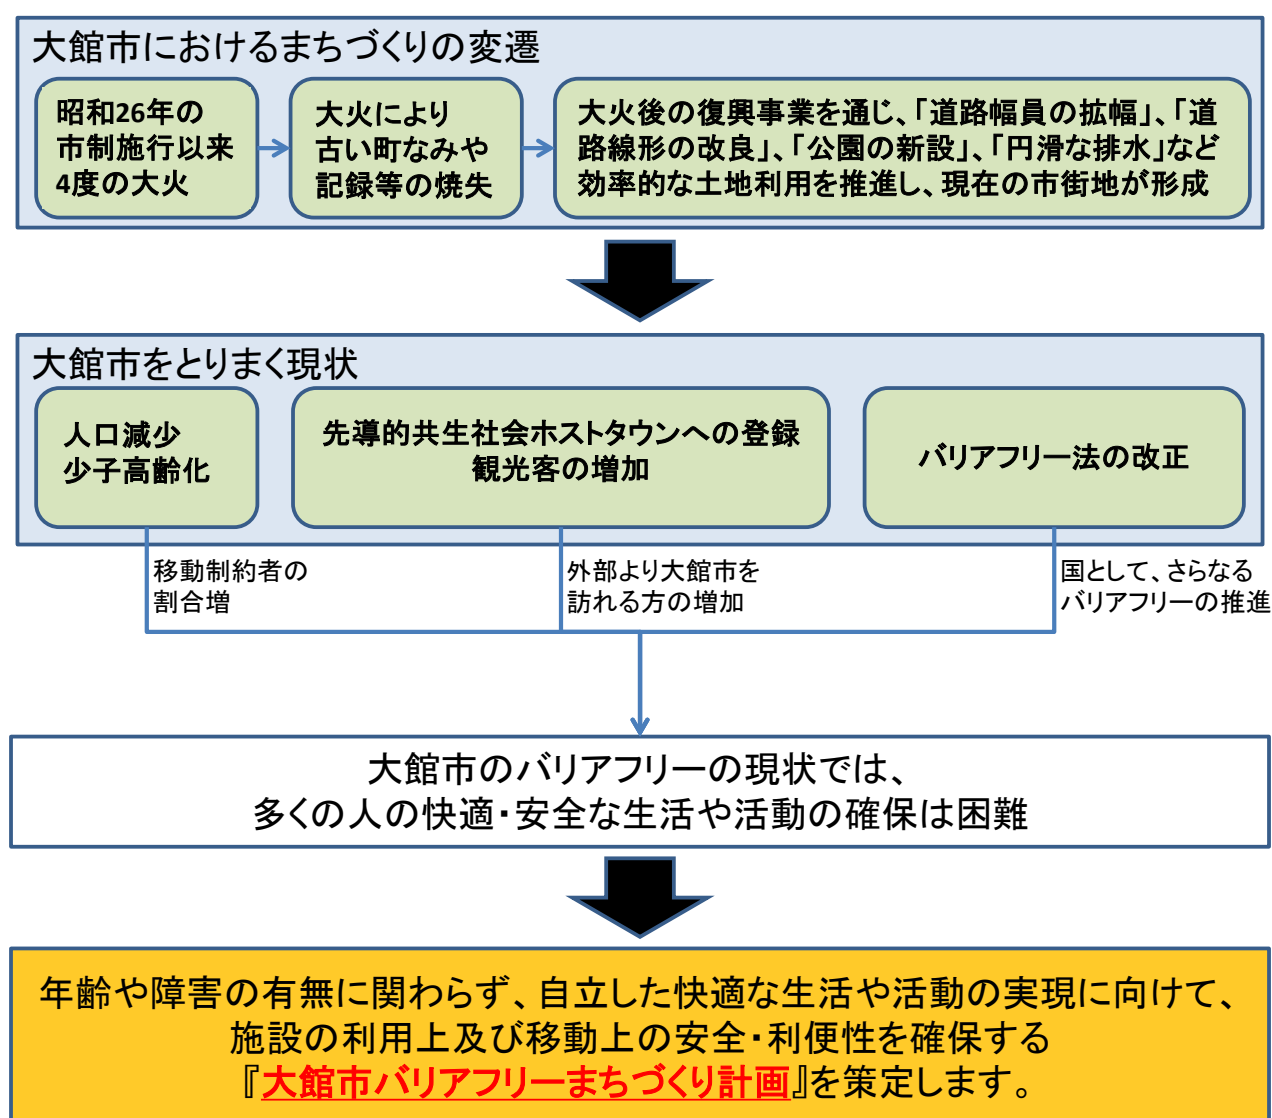 大館市におけるまちづくりの変遷
昭和26年の
市制施行以来
4度の大火
大火により
古い町なみや
記録等の焼失
大火後の復興事業を通じ、「道路幅員の拡幅」、「道
路線形の改良」、「公園の新設」、「円滑な排水」など
効率的な土地利用を推進し、現在の市街地が形成
大館市をとりまく現状
人口減少
少子高齢化
先導的共生社会ホストタウンへの登録
観光客の増加
バリアフリー法の改正
移動制約者の
割合増
外部より大館市を
訪れる方の増加
国として、さらなる
バリアフリーの推進
大館市のバリアフリーの現状では、
多くの人の快適・安全な生活や活動の確保は困難
年齢や障害の有無に関わらず、自立した快適な生活や活動の実現に向けて、
施設の利用上及び移動上の安全・利便性を確保する
『大館市バリアフリーまちづくり計画』を策定します。